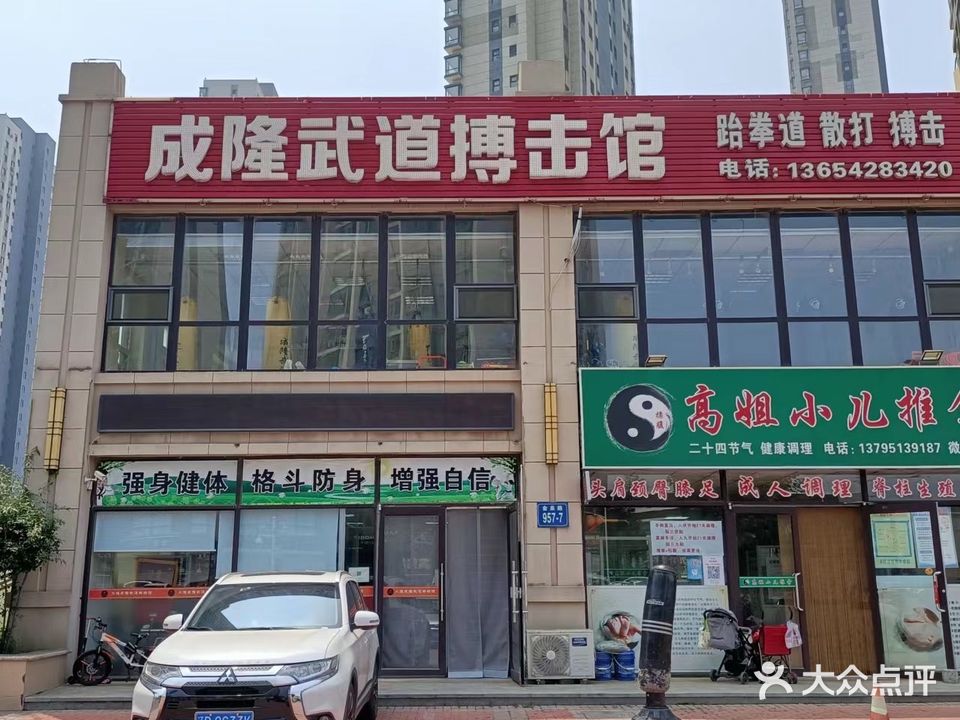 成隆武道搏击馆
跆拳道 散打 搏击
电话:13654283420
高姐小儿推
二十四节气 健康调理 电话:13795139187 微
强身健体 格斗防身 增强自信
957-7
头肩颈臂膝足 成人调理 脊柱生殖
大众点评